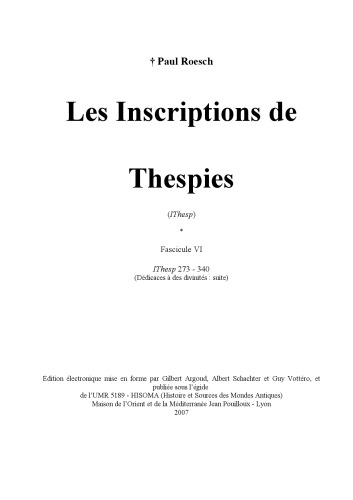 † Paul Roesch
Les Inscriptions de
Thespies
(IThesp)
*
Fascicule VI
IThesp 273 - 340
(Dédicaces à des divinités : suite)
Edition électronique mise en forme par Gilbert Argoud, Albert Schachter et Guy Vottéro, et
publiée sous l’égide
de l’UMR 5189 - HISOMA (Histoire et Sources des Mondes Antiques)
Maison de l’Orient et de la Méditerranée Jean Pouilloux - Lyon
2007